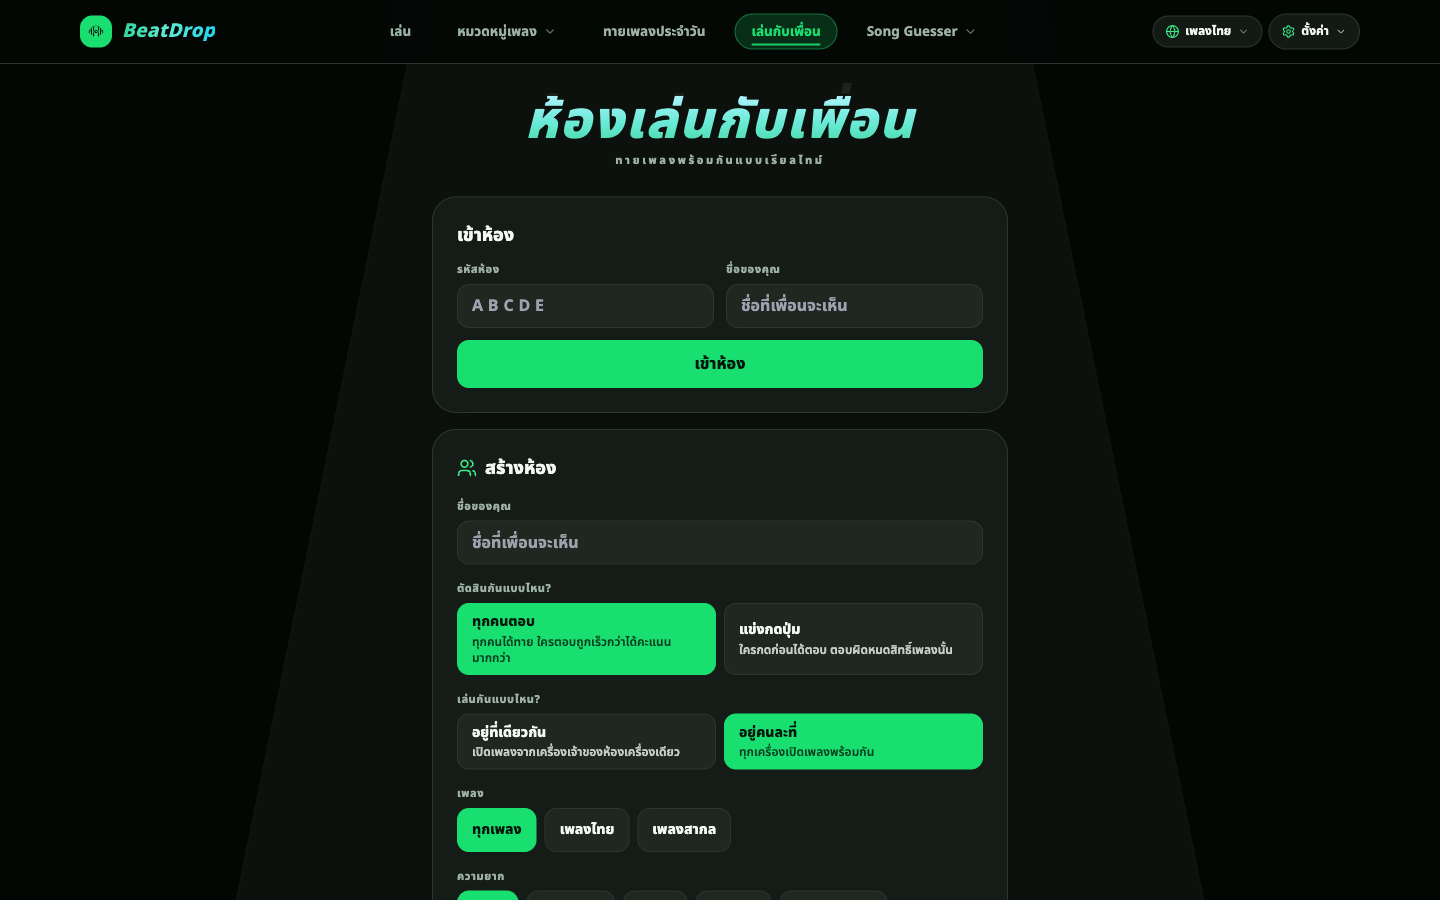 BeatDrop
เล่น
หมวดหมู่เพลง
ทายเพลงประจำวัน
เล่นกับเพื่อน
Song Guesser
เพลงไทย
ตั้งค่า
ห้องเล่นกับเพื่อน
ทายเพลงพร้อมกันแบบเรียลไทม์
เข้าห้อง
รหัสห้อง
ชื่อของคุณ
ABCDE
ชื่อที่เพื่อนจะเห็น
เข้าห้อง
สร้างห้อง
ชื่อของคุณ
ชื่อที่เพื่อนจะเห็น
ตัดสินกันแบบไหน?
ทุกคนตอบ
ทุกคนได้ทาย ใครตอบถูกเร็วกว่าได้คะแนน
มากกว่า
แข่งกดปุ่ม
ใครกดก่อนได้ตอบ ตอบผิดหมดสิทธิ์เพลงนั้น
เล่นกันแบบไหน?
อยู่ที่เดียวกัน
เปิดเพลงจากเครื่องเจ้าของห้องเครื่องเดียว
อยู่คนละที่
ทุกเครื่องเปิดเพลงพร้อมกัน
เพลง
ทุกเพลง
เพลงไทย
เพลงสากล
ความยาก